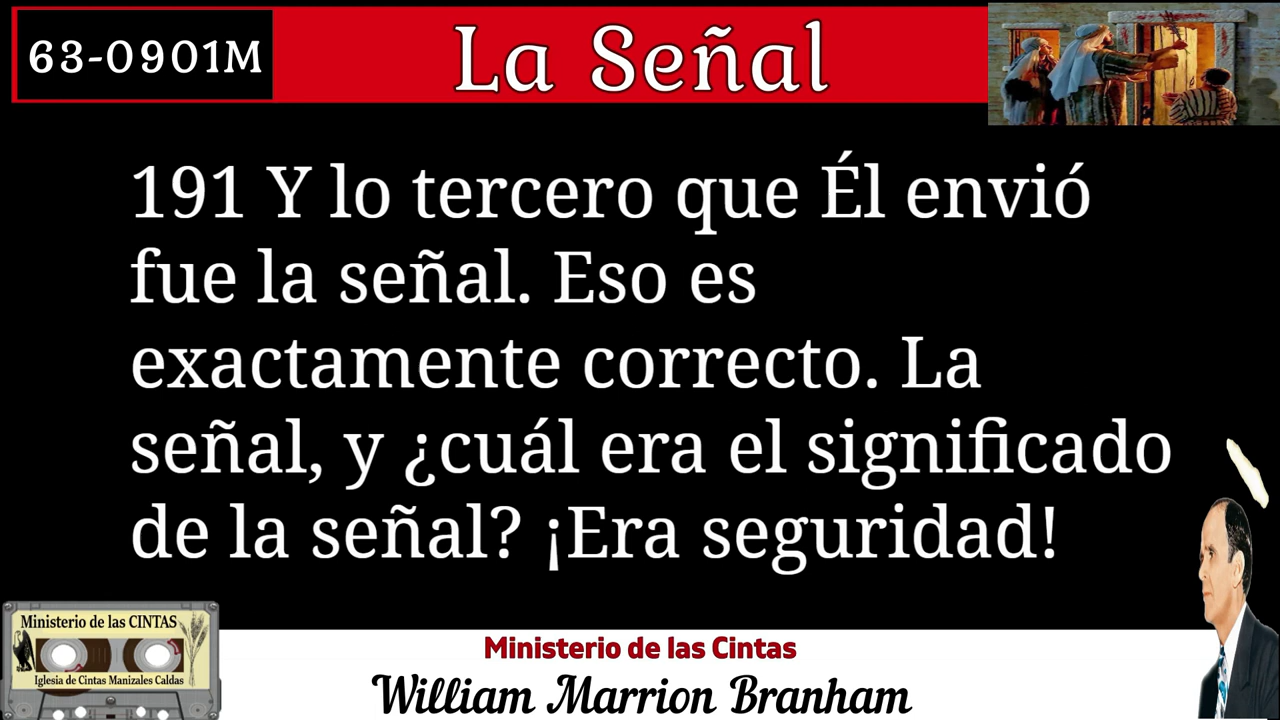 63-0901M
La Señal
191 Y lo tercero que Él envió
fue la señal. Eso es
exactamente correcto. La
señal, y ¿cuál era el significado
de la señal? ¡Era seguridad!
Ministerio de las CINTAS
Iglesia de Cintas Manizales Caldas
Ministerio de las Cintas
William Marrion Branham